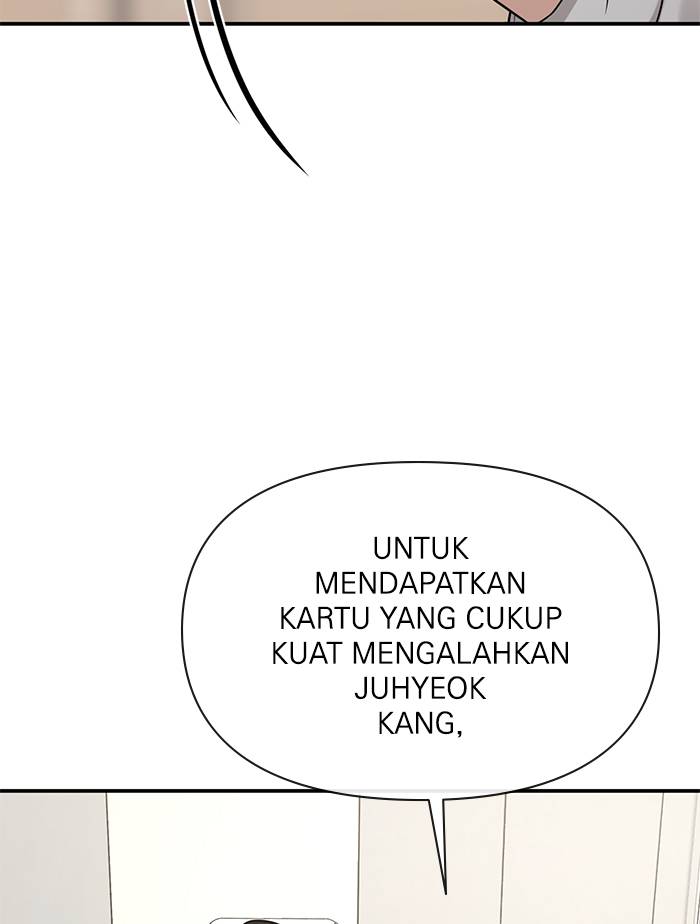 UNTUK
MENDAPATKAN
KARTU YANG CUKUP
KUAT MENGALAHKAN
JUHYEOK
KANG,